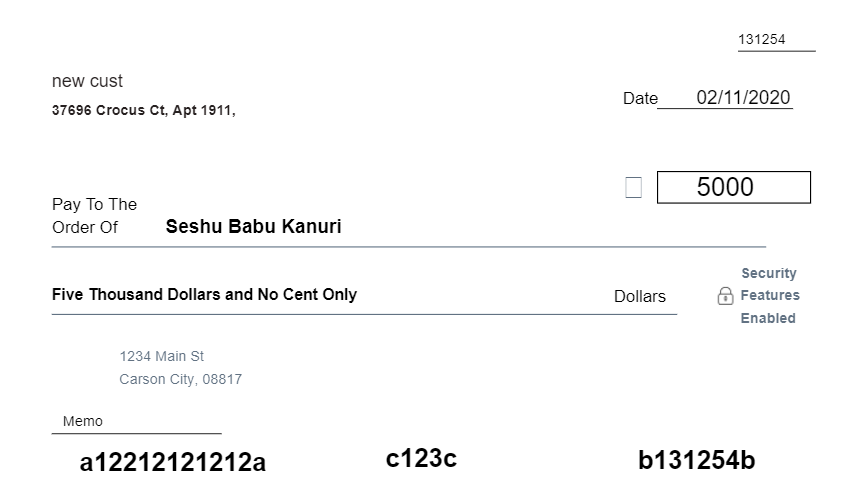 131254
new cust
37696 Crocus Ct, Apt 1911,
Date 02/11/2020
5000
Pay To The
Order Of Seshu Babu Kanuri
Five Thousand Dollars and No Cent Only Dollars
Security
Features
Enabled
1234 Main St
Carson City, 08817
Memo
a12212121212a c123c b131254b